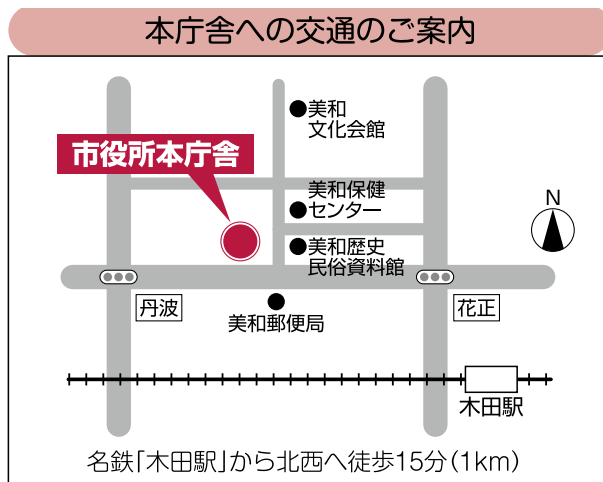 本庁舎への交通のご案内
美和
文化会館
市役所本庁舎
美和保健
センター
N
美和歴史
民俗資料館
丹波
花正
美和郵便局
木田駅
名鉄「木田駅」から北西へ徒歩15分(1km)